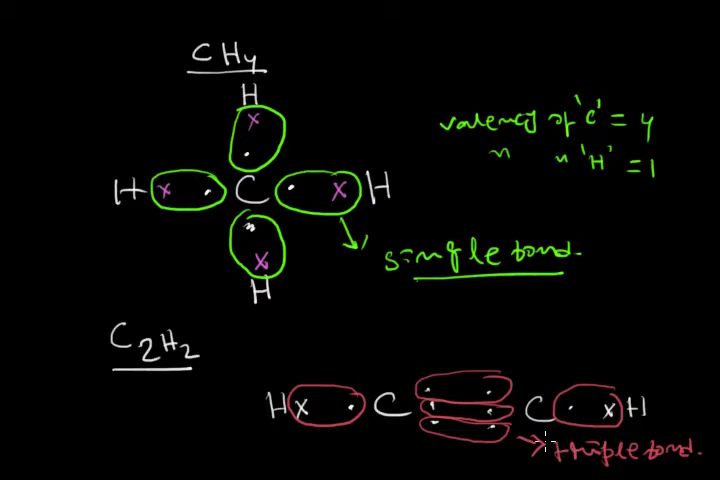 CH4
H
x
valency of 'C' = 4
" " 'H' = 1
H x C x H
x
single bond.
H
C2H2
H x C C x H
triple bond.